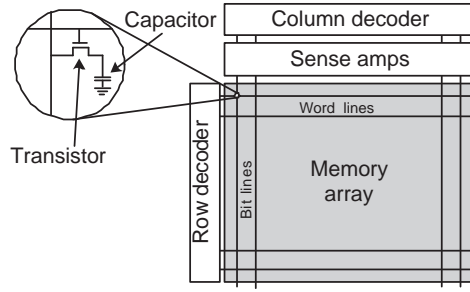 Capacitor
Column decoder
Sense amps
Transistor
Row decoder
Word lines
Bit lines
Memory
array